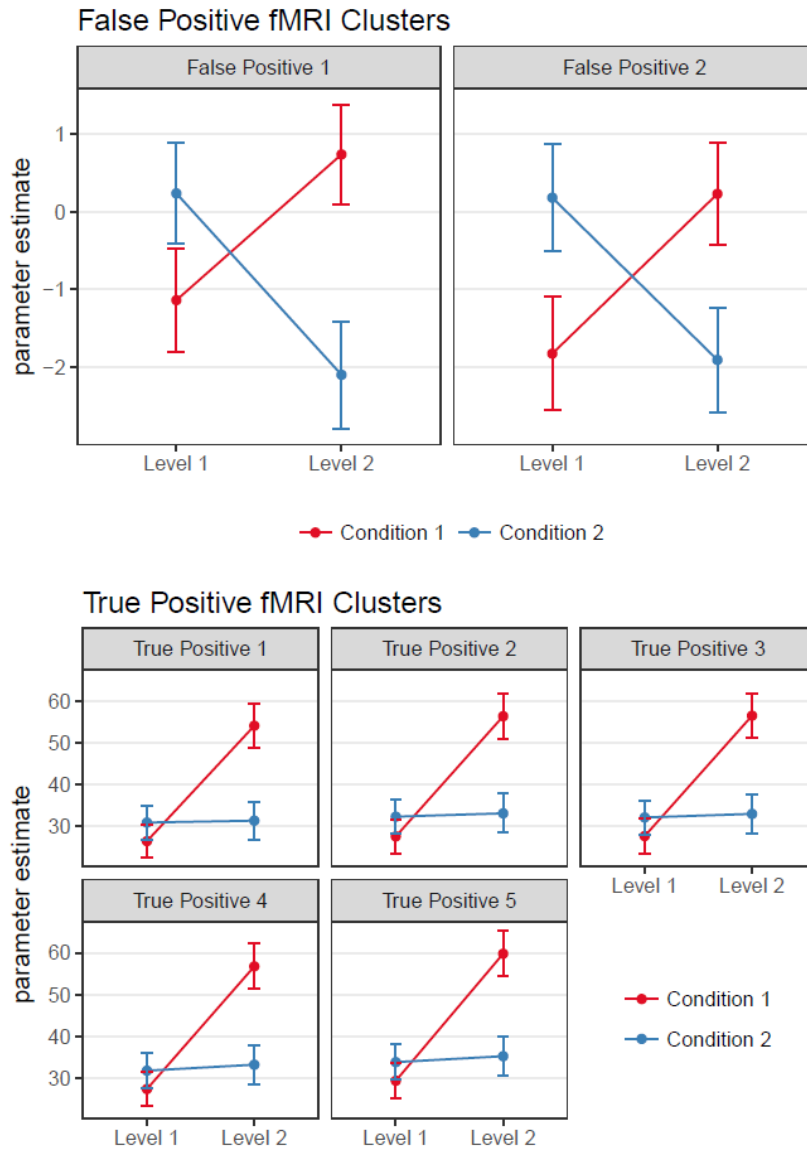 False Positive fMRI Clusters
False Positive 1
False Positive 2
parameter estimate
1
0
−1
−2
Level 1
Level 2
Level 1
Level 2
Condition 1
Condition 2
True Positive fMRI Clusters
True Positive 1
True Positive 2
True Positive 3
parameter estimate
60
50
40
30
Level 1
Level 2
True Positive 4
True Positive 5
60
50
40
30
Level 1
Level 2
Level 1
Level 2
Condition 1
Condition 2